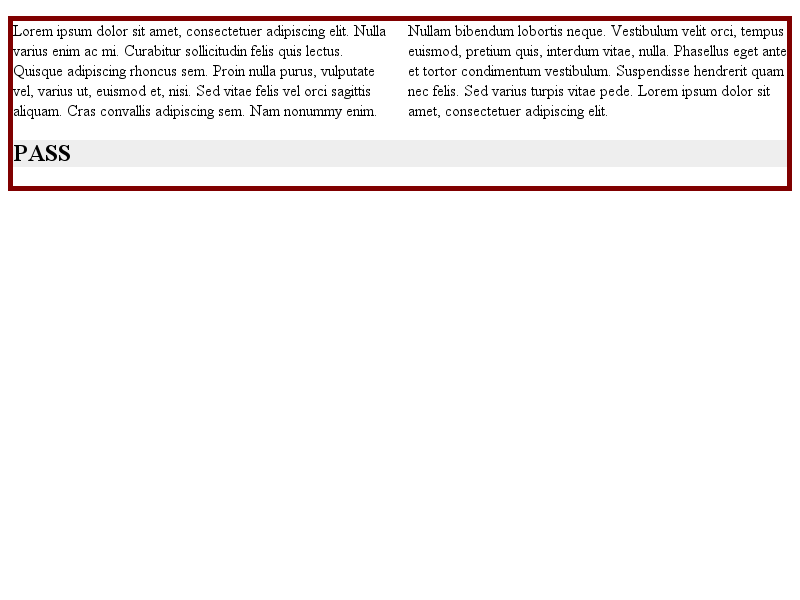 Lorem ipsum dolor sit amet, consectetuer adipiscing elit. Nulla
varius enim ac mi. Curabitur sollicitudin felis quis lectus.
Quisque adipiscing rhoncus sem. Proin nulla purus, vulputate
vel, varius ut, euismod et, nisi. Sed vitae felis vel orci sagittis
aliquam. Cras convallis adipiscing sem. Nam nonummy enim.
Nullam bibendum lobortis neque. Vestibulum velit orci, tempus
euismod, pretium quis, interdum vitae, nulla. Phasellus eget ante
et tortor condimentum vestibulum. Suspendisse hendrerit quam
nec felis. Sed varius turpis vitae pede. Lorem ipsum dolor sit
amet, consectetuer adipiscing elit.
PASS